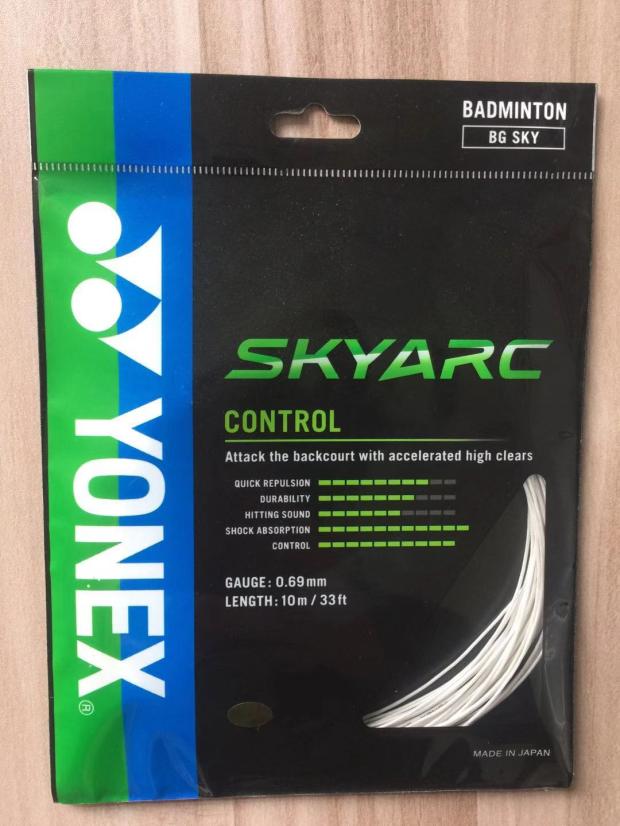 BADMINTON
BG SKY
YONEX®
SKYARC
CONTROL
Attack the backcourt with accelerated high clears
QUICK REPULSION
DURABILITY
HITTING SOUND
SHOCK ABSORPTION
CONTROL
GAUGE: 0.69mm
LENGTH: 10m / 33ft
MADE IN JAPAN